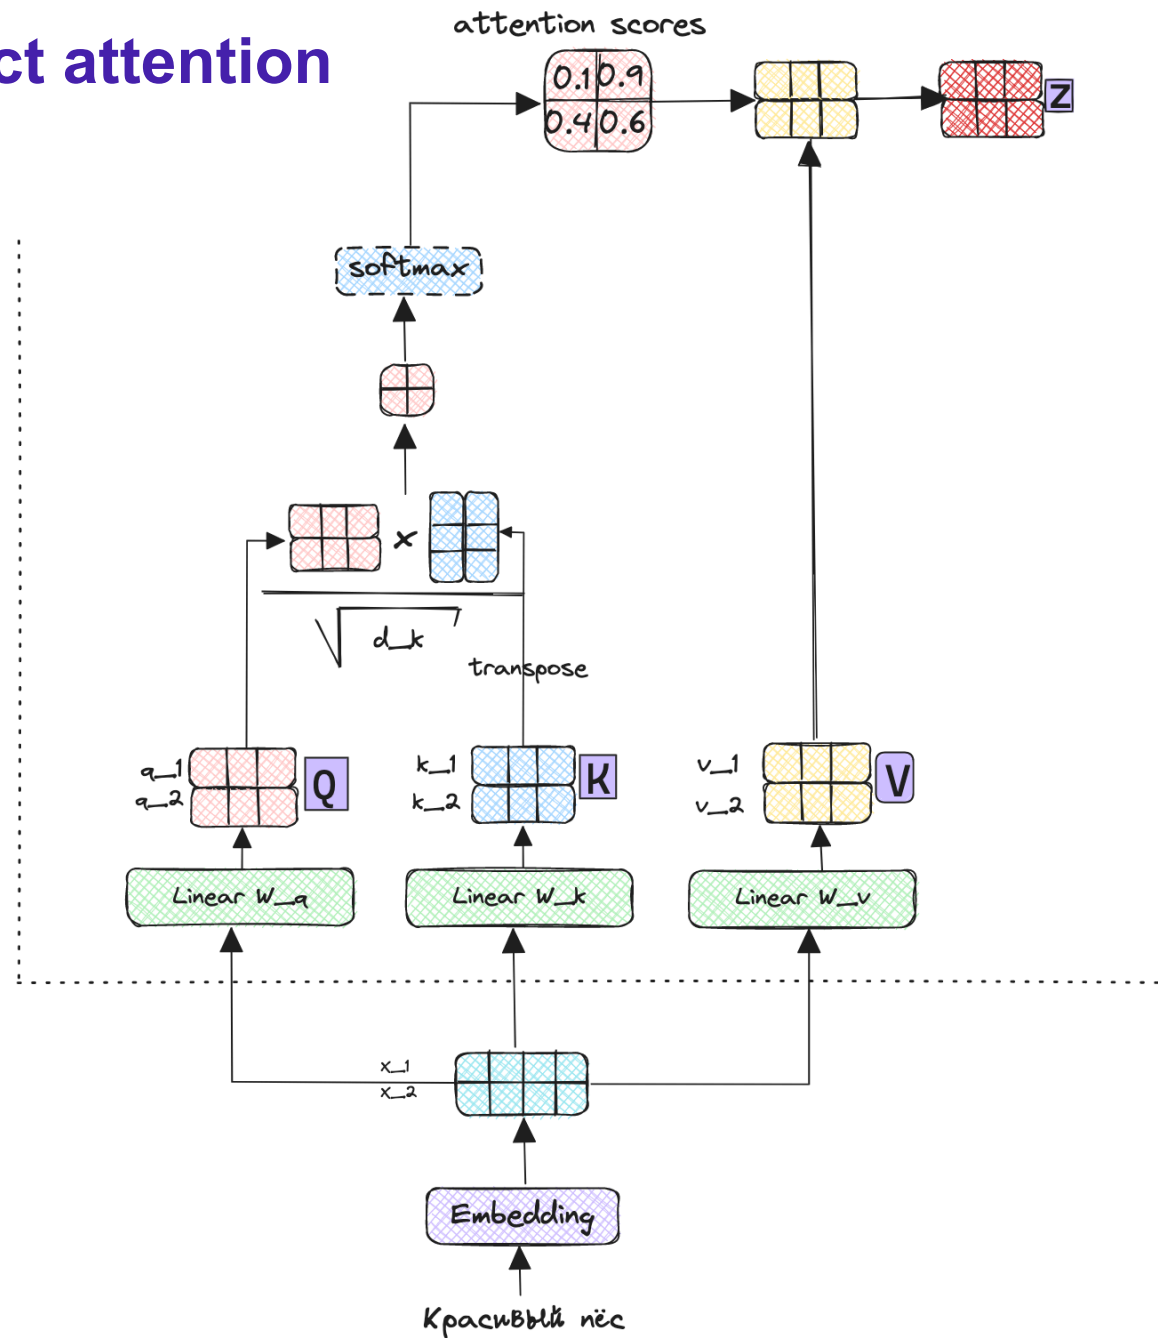 attention scores
ct attention
0.1 0.9
0.4 0.6
Z
softmax
x
√d_k
transpose
q_1
q_2
Q
k_1
k_2
K
v_1
v_2
V
Linear W_q
Linear W_k
Linear W_v
x_1
x_2
Embedding
Красивый пёс